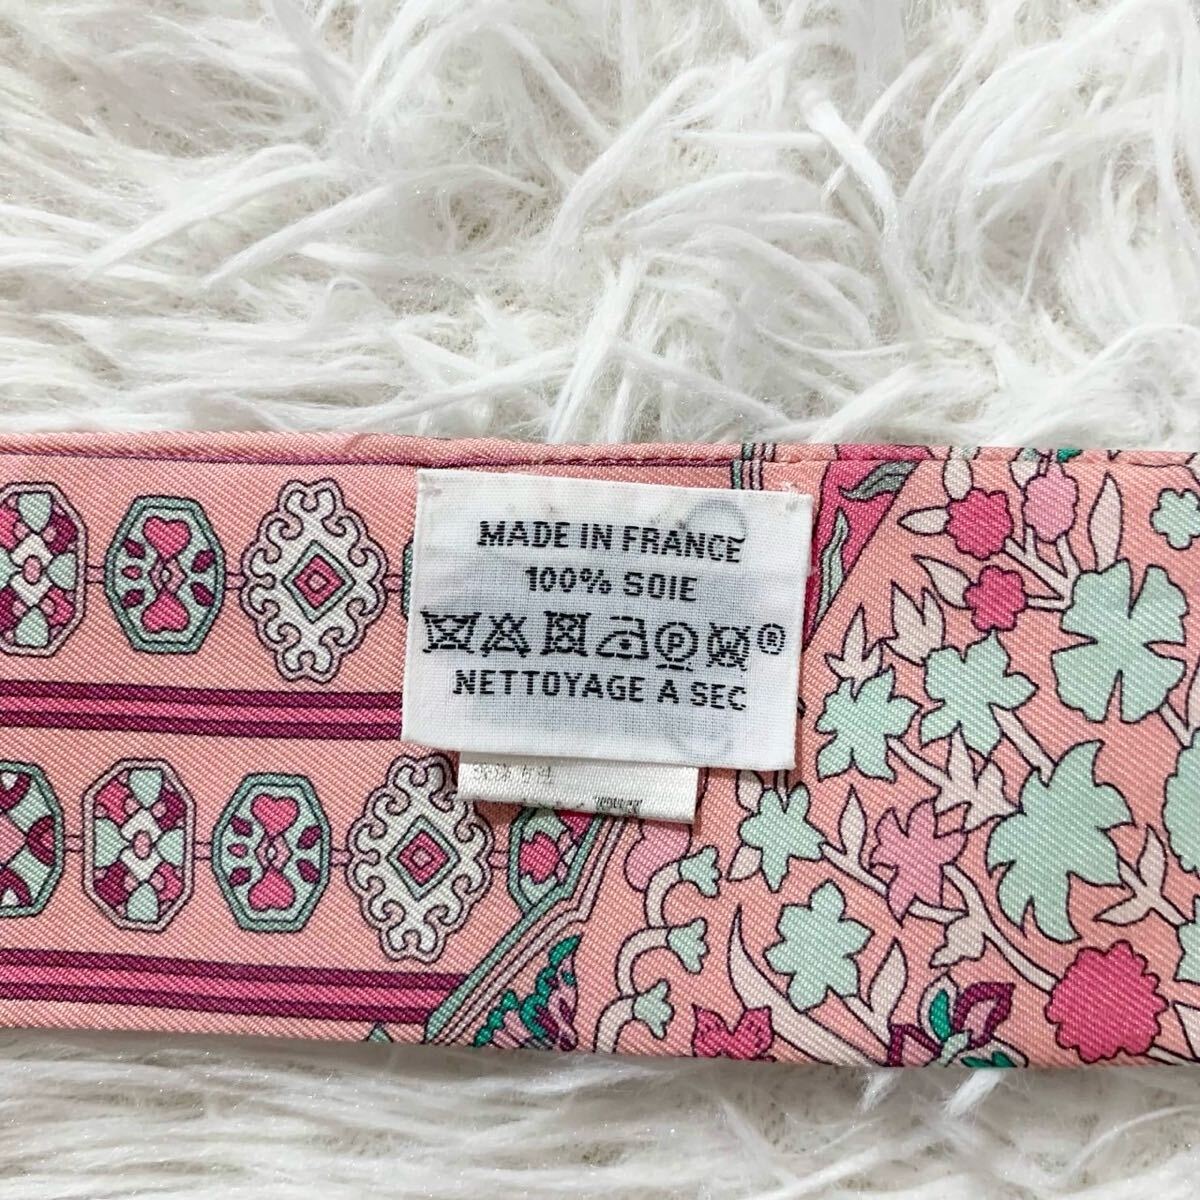 MADE IN FRANCE
100% SOIE
P ®
NETTOYAGE A SEC